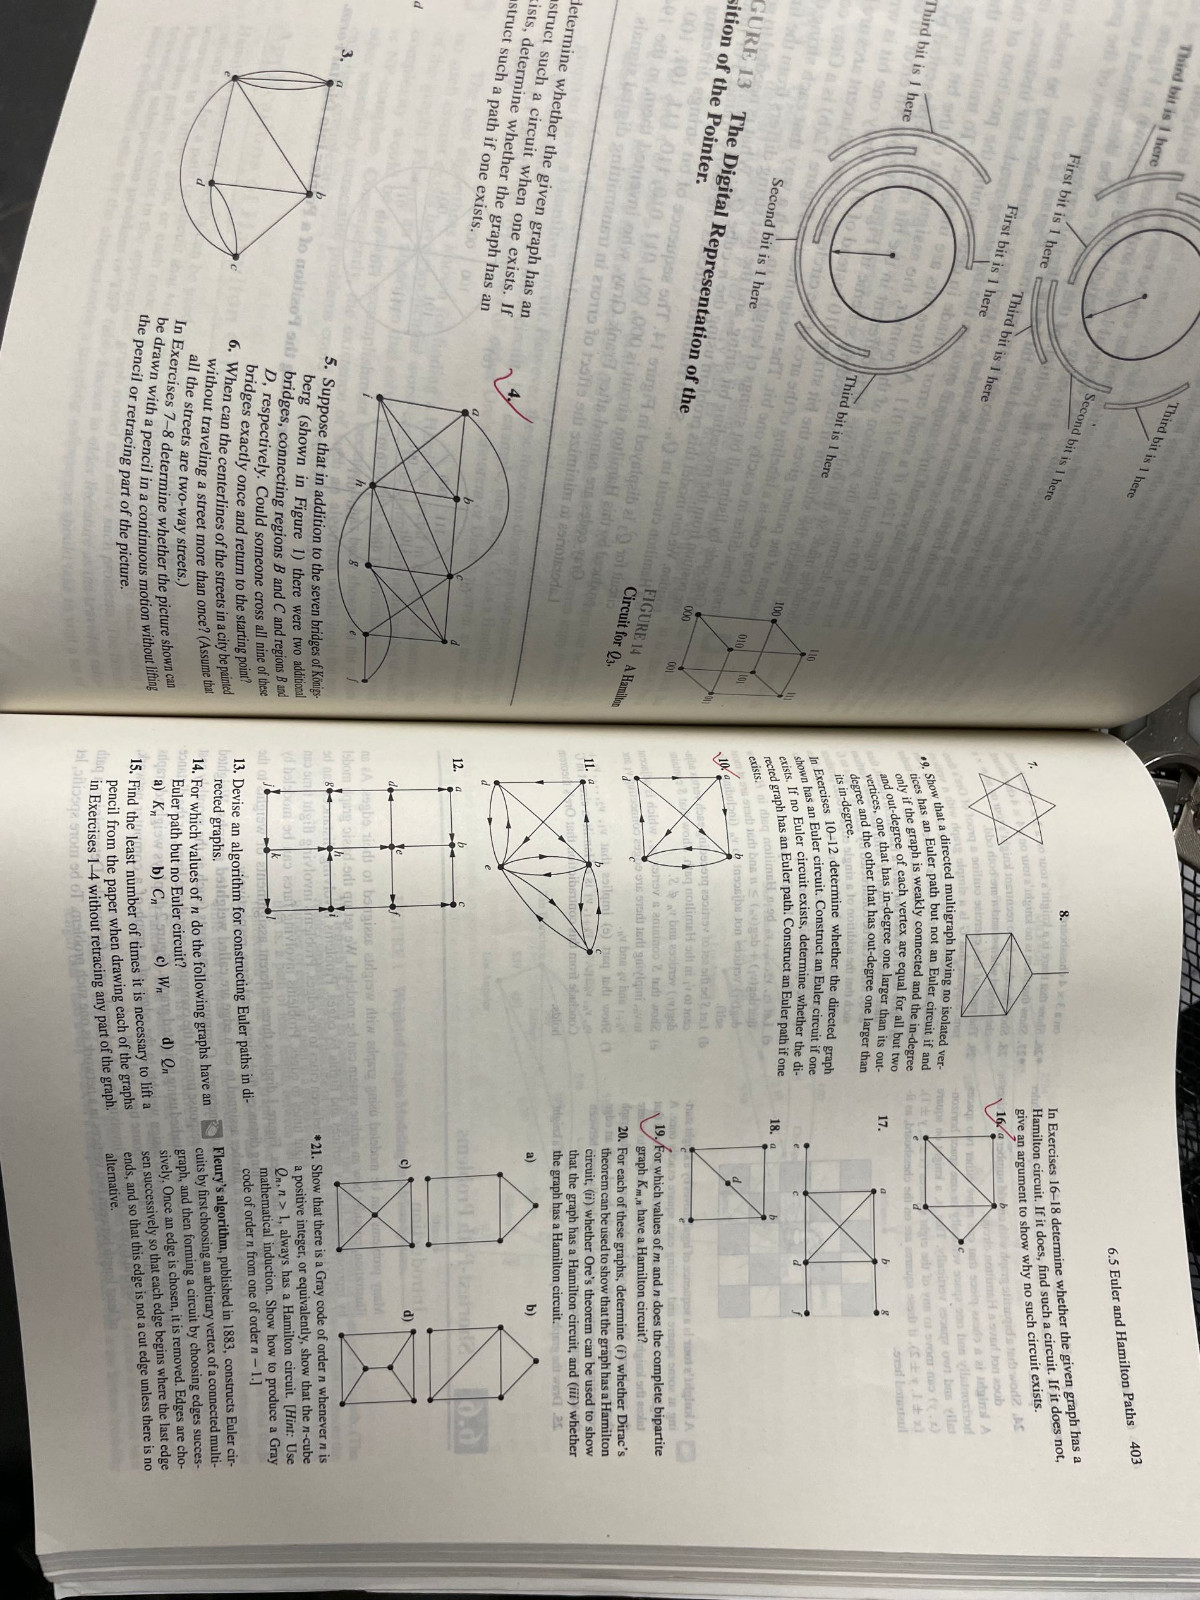 Third bit is 1 here
Third bit is 1 here
First bit is 1 here
Second bit is 1 here
Third bit is 1 here
First bit is 1 here
Third bit is 1 here
Third bit is 1 here
Second bit is 1 here
GURE 13 The Digital Representation of the
sition of the Pointer.
110
111
100
010
101
011
000
001
FIGURE 14 A Hamilton
Circuit for Q₃.
determine whether the given graph has an
struct such a circuit when one exists. If
ists, determine whether the graph has an
struct such a path if one exists.
d
3.
a
b
c
d
e
4.
a
b
c
d
i
h
g
e
f
5. Suppose that in addition to the seven bridges of Königs-
berg (shown in Figure 1) there were two additional
bridges, connecting regions B and C and regions B and
D, respectively. Could someone cross all nine of these
bridges exactly once and return to the starting point?
6. When can the centerlines of the streets in a city be painted
without traveling a street more than once? (Assume that
all the streets are two-way streets.)
In Exercises 7–8 determine whether the picture shown can
be drawn with a pencil in a continuous motion without lifting
the pencil or retracing part of the picture.
6.5 Euler and Hamilton Paths 403
7.
8.
*9. Show that a directed multigraph having no isolated ver-
tices has an Euler path but not an Euler circuit if and
only if the graph is weakly connected and the in-degree
and out-degree of each vertex are equal for all but two
vertices, one that has in-degree one larger than its out-
degree and the other that has out-degree one larger than
its in-degree.
In Exercises 10–12 determine whether the directed graph
shown has an Euler circuit. Construct an Euler circuit if one
exists. If no Euler circuit exists, determine whether the di-
rected graph has an Euler path. Construct an Euler path if one
exists.
10.
a
b
d
c
11.
a
b
c
d
e
12.
a
b
c
d
e
f
g
h
i
j
k
l
13. Devise an algorithm for constructing Euler paths in di-
rected graphs.
14. For which values of n do the following graphs have an
Euler path but no Euler circuit?
a) Kₙ b) Cₙ c) Wₙ d) Qₙ
15. Find the least number of times it is necessary to lift a
pencil from the paper when drawing each of the graphs
in Exercises 1–4 without retracing any part of the graph.
In Exercises 16–18 determine whether the given graph has a
Hamilton circuit. If it does, find such a circuit. If it does not,
give an argument to show why no such circuit exists.
16.
a
b
c
e
d
17.
a
b
g
e
c
d
f
18.
a
b
d
c
e
19. For which values of m and n does the complete bipartite
graph Kₘ,ₙ have a Hamilton circuit?
20. For each of these graphs, determine (i) whether Dirac's
theorem can be used to show that the graph has a Hamilton
circuit, (ii) whether Ore's theorem can be used to show
that the graph has a Hamilton circuit, and (iii) whether
the graph has a Hamilton circuit.
a)
b)
c)
d)
*21. Show that there is a Gray code of order n whenever n is
a positive integer, or equivalently, show that the n-cube
Qₙ, n > 1, always has a Hamilton circuit. [Hint: Use
mathematical induction. Show how to produce a Gray
code of order n from one of order n − 1.]
Fleury's algorithm, published in 1883, constructs Euler cir-
cuits by first choosing an arbitrary vertex of a connected multi-
graph, and then forming a circuit by choosing edges succes-
sively. Once an edge is chosen, it is removed. Edges are cho-
sen successively so that each edge begins where the last edge
ends, and so that this edge is not a cut edge unless there is no
alternative.